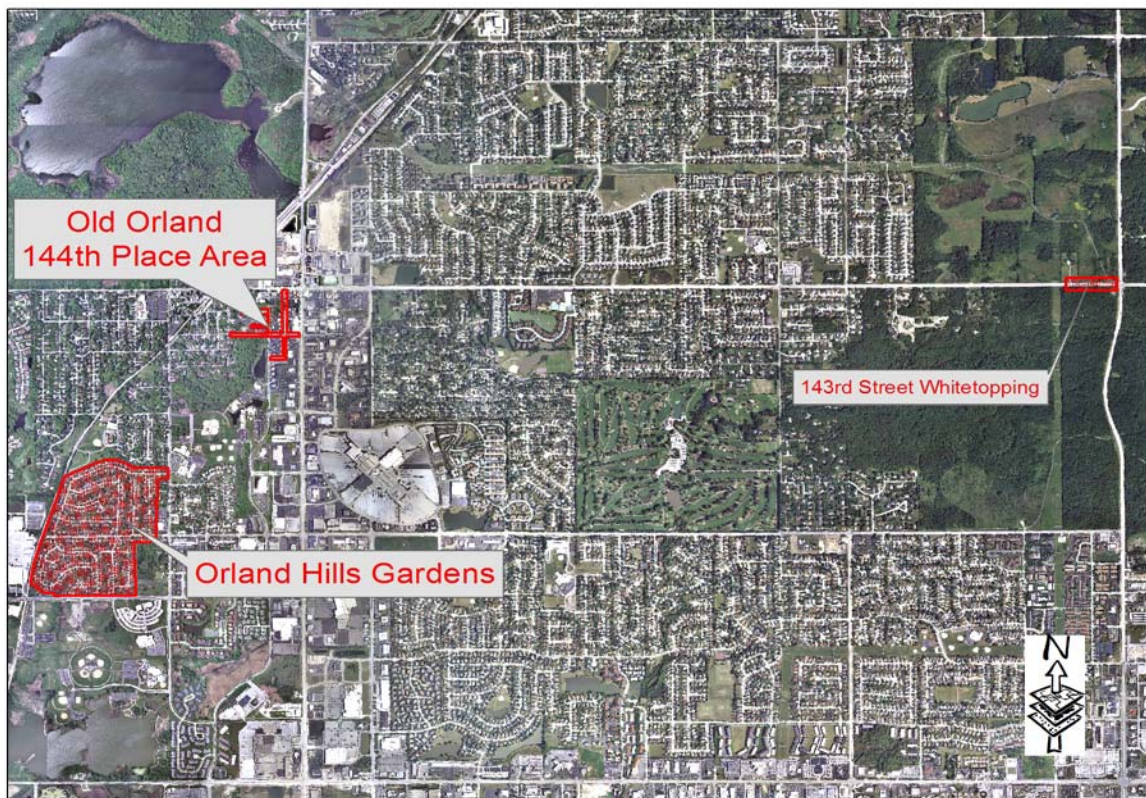 Old Orland
144th Place Area
143rd Street Whitetopping
Orland Hills Gardens
N